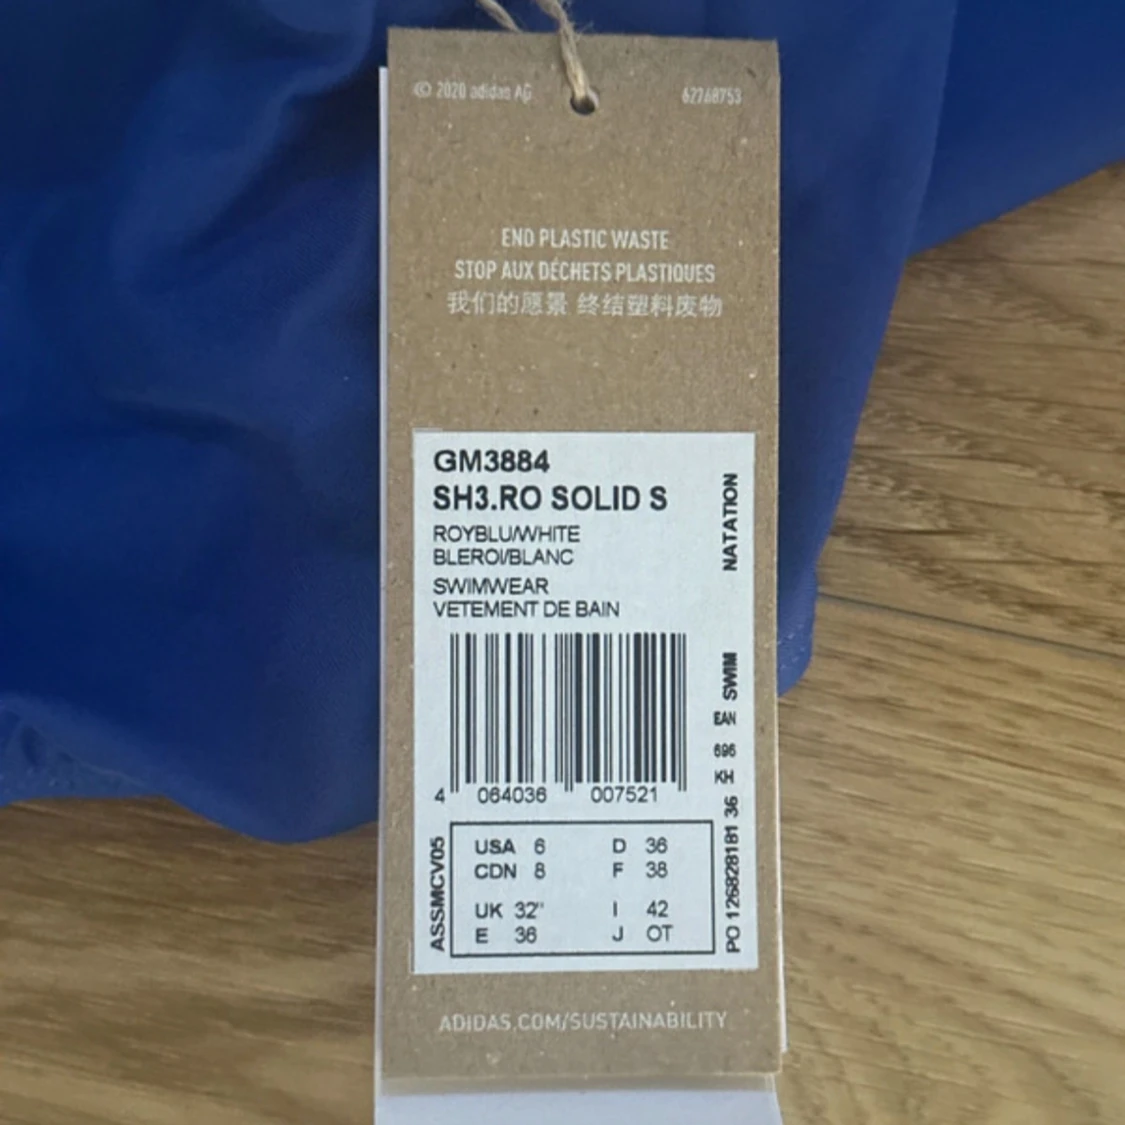 © 2020 adidas AG 62768753
END PLASTIC WASTE
STOP AUX DÉCHETS PLASTIQUES
我们的愿景 终结塑料废物
GM3884
SH3.RO SOLID S
ROYBLU/WHITE
BLEROI/BLANC
SWIMWEAR
VETEMENT DE BAIN
4 064036 007521
USA 6 D 36
CDN 8 F 38
UK 32" I 42
E 36 J OT
ASSMCV05
NATATION
SWIM
EAN
696
KH
PO 126828181 36
ADIDAS.COM/SUSTAINABILITY